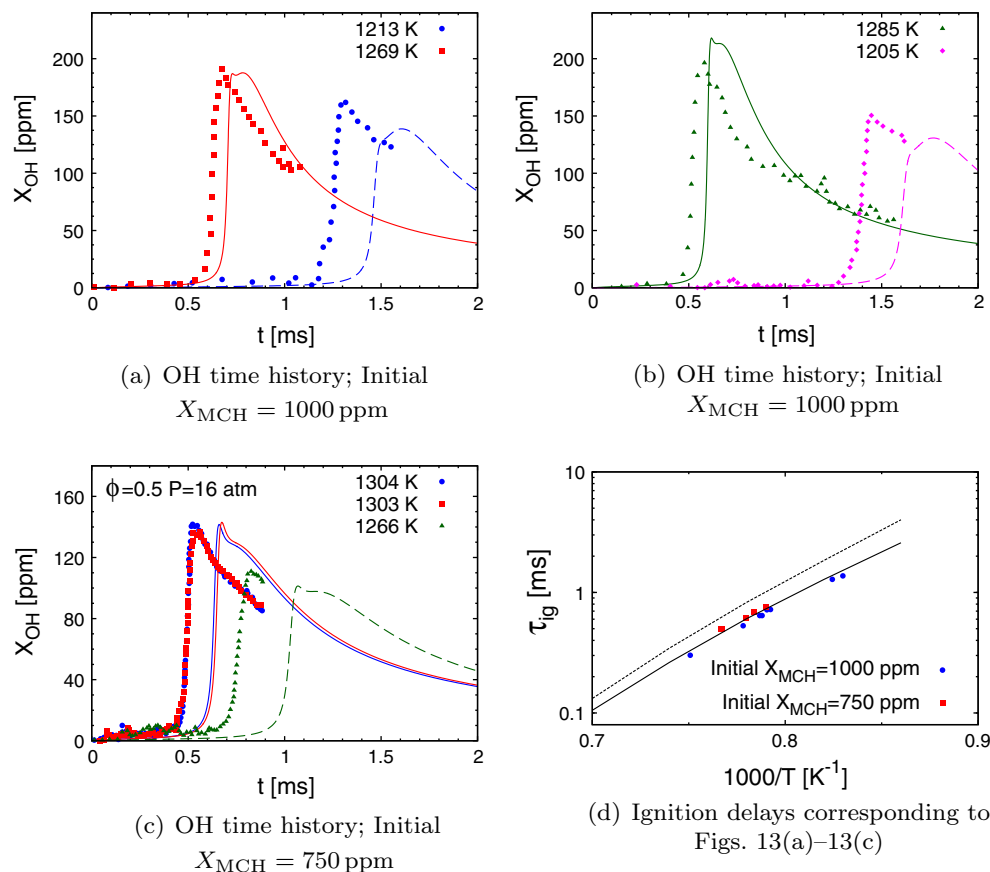 1213 K
1269 K
200
150
100
50
0
X_OH [ppm]
0 0.5 1 1.5 2
t [ms]
(a) OH time history; Initial
X_MCH = 1000 ppm
1285 K
1205 K
200
150
100
50
0
X_OH [ppm]
0 0.5 1 1.5 2
t [ms]
(b) OH time history; Initial
X_MCH = 1000 ppm
ϕ=0.5 P=16 atm
1304 K
1303 K
1266 K
160
120
80
40
0
X_OH [ppm]
0 0.5 1 1.5 2
t [ms]
(c) OH time history; Initial
X_MCH = 750 ppm
10
1
0.1
τ_ig [ms]
Initial X_MCH=1000 ppm
Initial X_MCH=750 ppm
0.7 0.8 0.9
1000/T [K⁻¹]
(d) Ignition delays corresponding to
Figs. 13(a)–13(c)